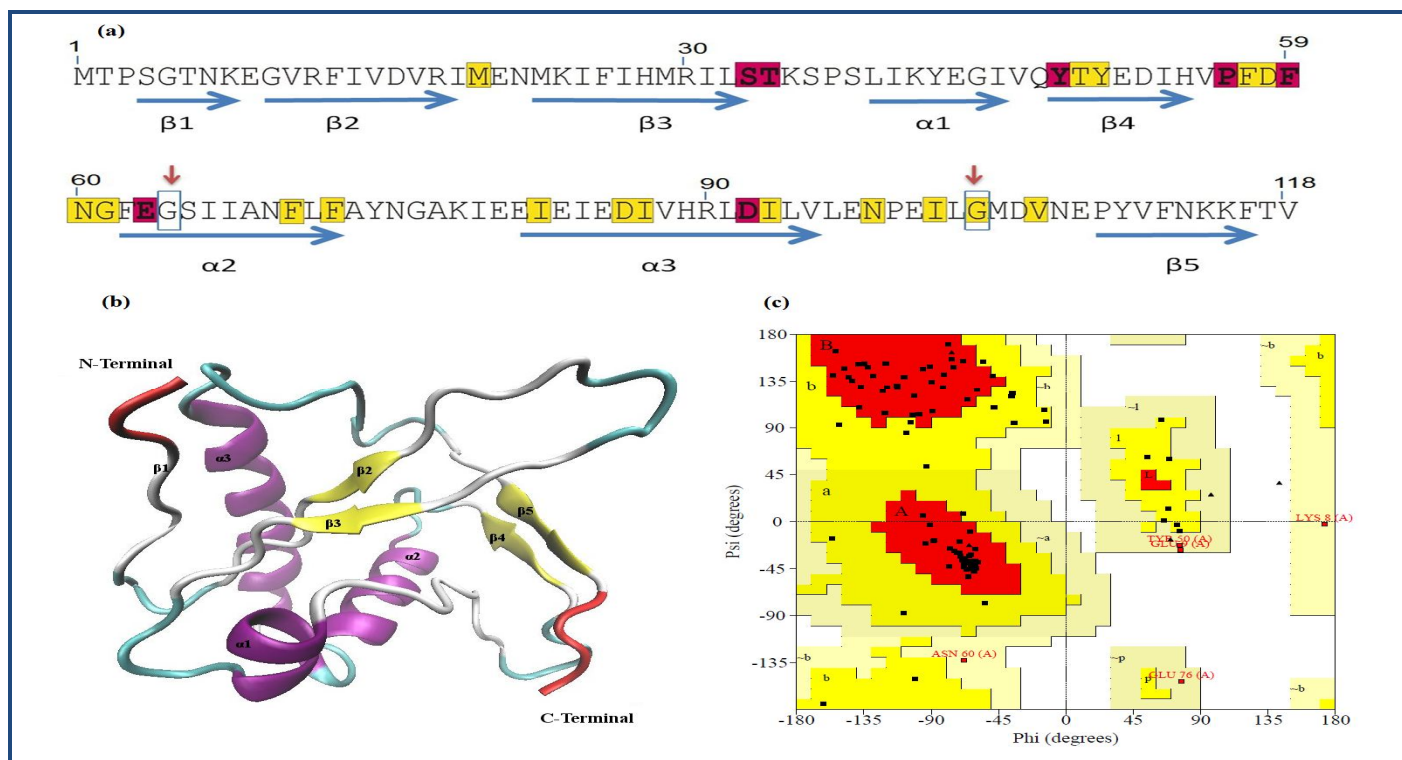 (a)
1 30 59
MTPSGTNKEGVRFIVDVRIMENMKIFIHMRILSTKSPSLIKYEGIVQYTYEDIHVPFDF
β1 β2 β3 α1 β4
60 90 118
NGFEGSIIANFLFAYNGAKIEEIEIEDIVHRLDILVLENPEILGMDVNEPYVFNKKFTV
α2 α3 β5
(b)
N-Terminal
β1
α3
β2
β3
β5
β4
α2
α1
C-Terminal
(c)
180
135
90
45
0
-45
-90
-135
Psi (degrees)
B
b
~b
~b
b
~l
l
L
a
A
~a
LYS 8 (A)
TYR 50 (A)
ASN 60 (A)
GLU 76 (A)
~b
b
~p
p
~b
-180 -135 -90 -45 0 45 90 135 180
Phi (degrees)